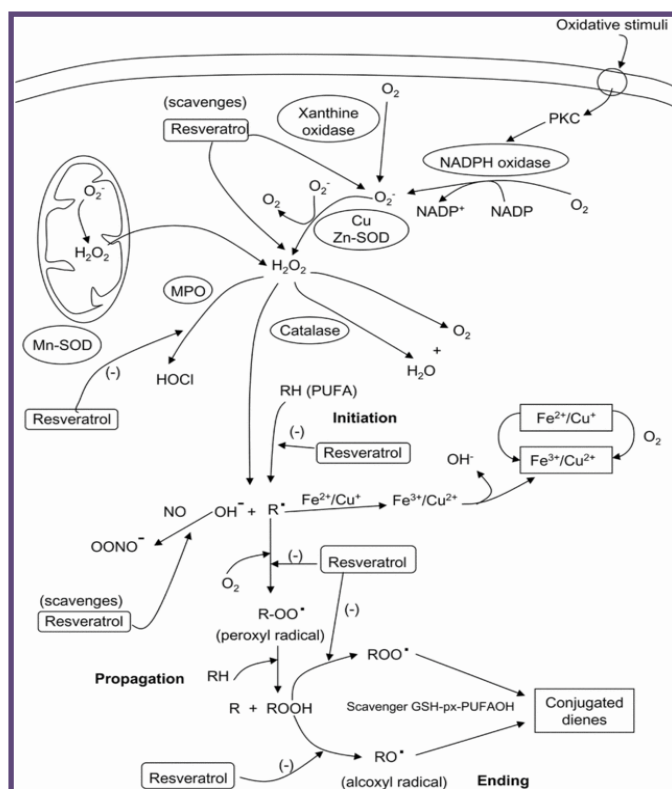 Oxidative stimuli
O₂
(scavenges)
Resveratrol
Xanthine
oxidase
PKC
NADPH oxidase
O₂⁻
H₂O₂
Mn-SOD
O₂
O₂⁻
O₂⁻
Cu
Zn-SOD
NADP⁺
NADP
O₂
H₂O₂
MPO
Catalase
O₂
+
H₂O
(-)
HOCl
Resveratrol
RH (PUFA)
Initiation
(-)
Resveratrol
Fe²⁺/Cu⁺
O₂
Fe³⁺/Cu²⁺
OH⁻
NO
OH⁻ + R•
Fe²⁺/Cu⁺
Fe³⁺/Cu²⁺
OONO⁻
(scavenges)
Resveratrol
O₂
(-)
Resveratrol
(-)
R-OO•
(peroxyl radical)
Propagation
RH
R + ROOH
ROO•
Scavenger GSH-px-PUFAOH
Conjugated
dienes
Resveratrol
(-)
RO•
(alcoxyl radical)
Ending